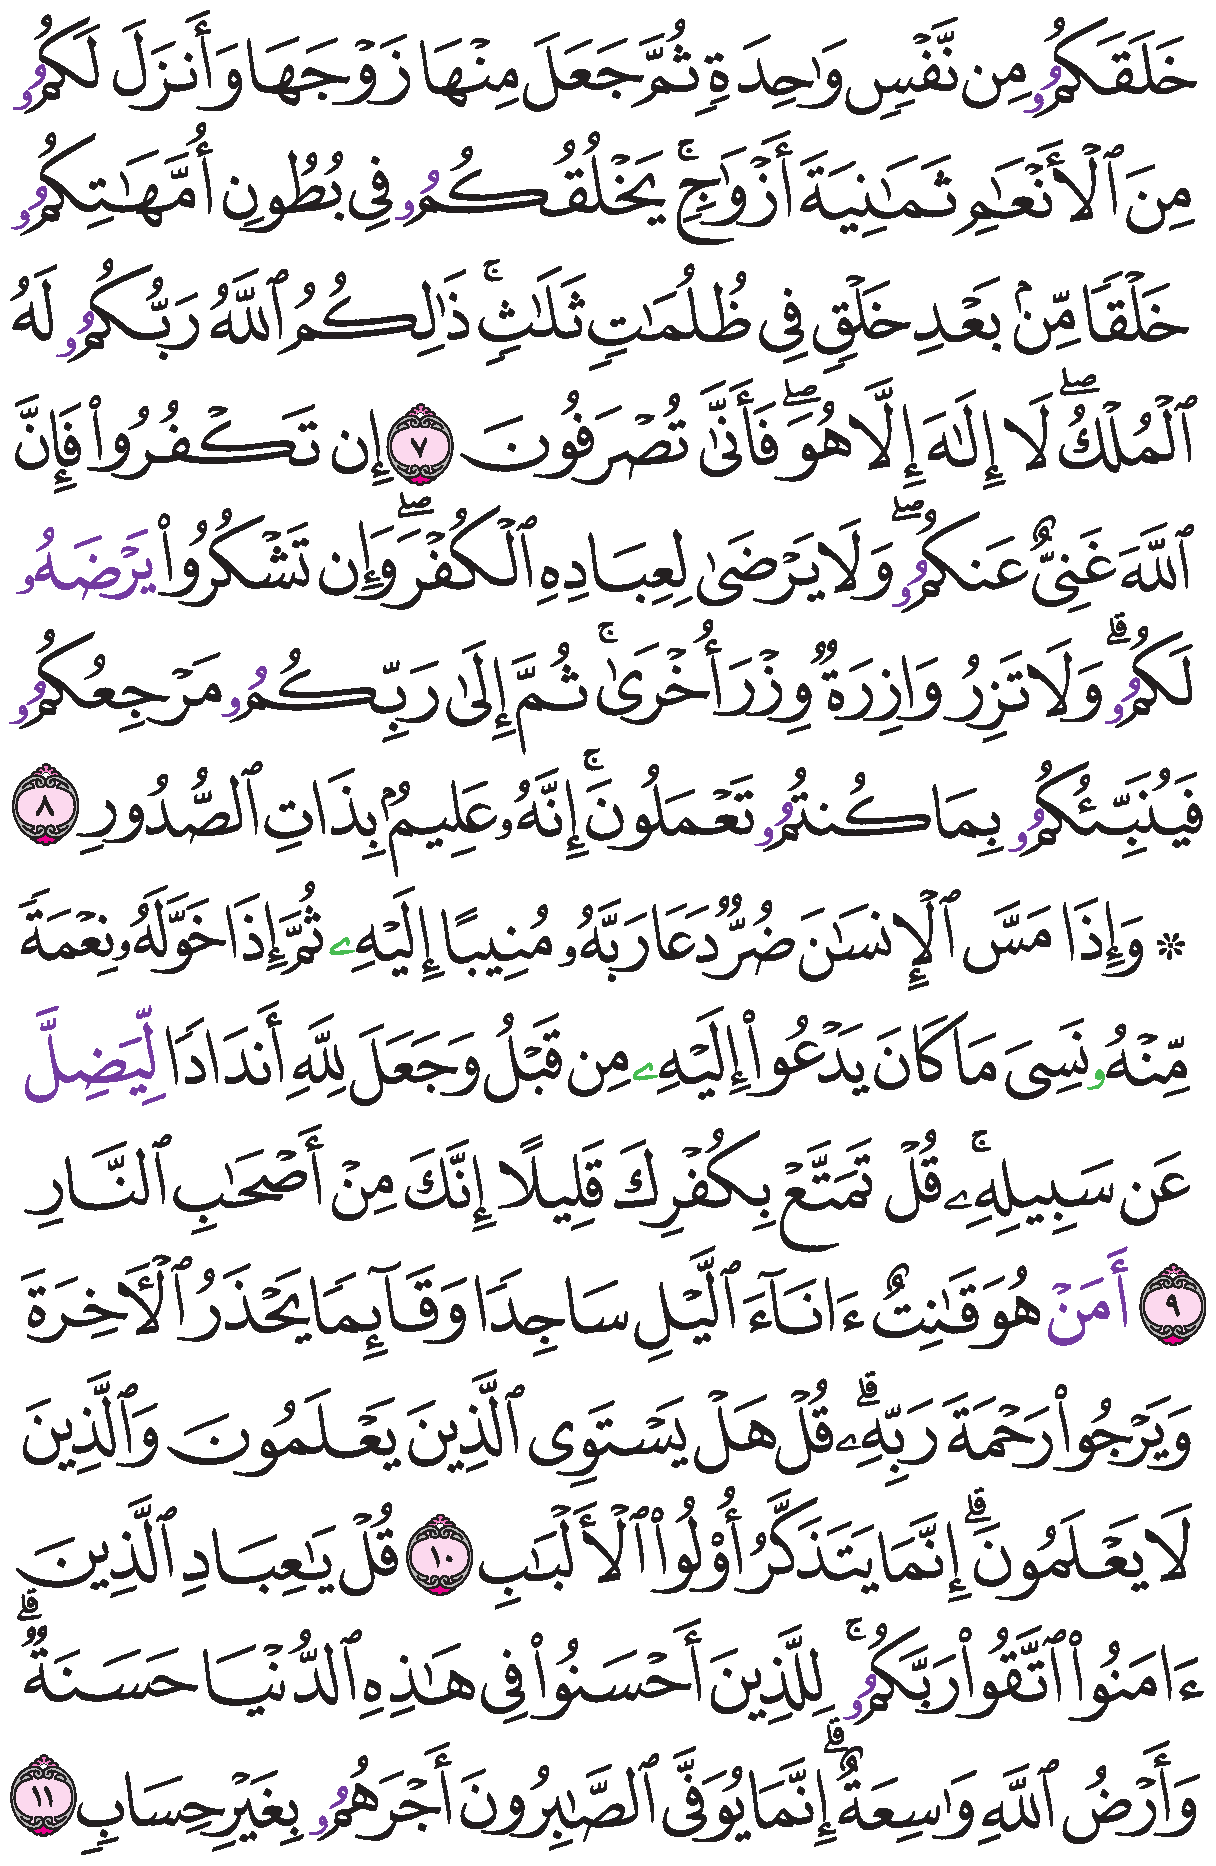 خَلَقَكُمُۥ مِن نَّفْسٍ وَٰحِدَةٍ ثُمَّ جَعَلَ مِنْهَا زَوْجَهَا وَأَنزَلَ لَكُمُۥ
مِنَ ٱلْأَنْعَٰمِ ثَمَٰنِيَةَ أَزْوَٰجٍۚ يَخْلُقُكُمُۥ فِى بُطُونِ أُمَّهَٰتِكُمُۥ
خَلْقًا مِّنۢ بَعْدِ خَلْقٍ فِى ظُلُمَٰتٍ ثَلَٰثٍۚ ذَٰلِكُمُ ٱللَّهُ رَبُّكُمُۥ لَهُ
ٱلْمُلْكُۖ لَا إِلَٰهَ إِلَّا هُوَۖ فَأَنَّىٰ تُصْرَفُونَ ٧ إِن تَكْفُرُوا۟ فَإِنَّ
ٱللَّهَ غَنِىٌّ عَنكُمُۥۖ وَلَا يَرْضَىٰ لِعِبَادِهِ ٱلْكُفْرَۖ وَإِن تَشْكُرُوا۟ يَرْضَهُۥ
لَكُمُۥۗ وَلَا تَزِرُ وَازِرَةٌ وِزْرَ أُخْرَىٰۚ ثُمَّ إِلَىٰ رَبِّكُمُۥ مَرْجِعُكُمُۥ
فَيُنَبِّئُكُمُۥ بِمَا كُنتُمُۥ تَعْمَلُونَۚ إِنَّهُۥ عَلِيمٌۢ بِذَاتِ ٱلصُّدُورِ ٨
۞ وَإِذَا مَسَّ ٱلْإِنسَٰنَ ضُرٌّ دَعَا رَبَّهُۥ مُنِيبًا إِلَيْهِۦ ثُمَّ إِذَا خَوَّلَهُۥ نِعْمَةً
مِّنْهُۥ نَسِىَ مَا كَانَ يَدْعُوا۟ إِلَيْهِۦ مِن قَبْلُ وَجَعَلَ لِلَّهِ أَندَادًا لِّيَضِلَّ
عَن سَبِيلِهِۦۚ قُلْ تَمَتَّعْ بِكُفْرِكَ قَلِيلًا إِنَّكَ مِنْ أَصْحَٰبِ ٱلنَّارِ
٩ أَمَنْ هُوَ قَٰنِتٌ ءَانَآءَ ٱلَّيْلِ سَاجِدًا وَقَآئِمًا يَحْذَرُ ٱلْأَخِرَةَ
وَيَرْجُوا۟ رَحْمَةَ رَبِّهِۦۗ قُلْ هَلْ يَسْتَوِى ٱلَّذِينَ يَعْلَمُونَ وَٱلَّذِينَ
لَا يَعْلَمُونَۗ إِنَّمَا يَتَذَكَّرُ أُو۟لُوا۟ ٱلْأَلْبَٰبِ ١٠ قُلْ يَٰعِبَادِ ٱلَّذِينَ
ءَامَنُوا۟ ٱتَّقُوا۟ رَبَّكُمُۥۚ لِلَّذِينَ أَحْسَنُوا۟ فِى هَٰذِهِ ٱلدُّنْيَا حَسَنَةٌۗ
وَأَرْضُ ٱللَّهِ وَٰسِعَةٌۗ إِنَّمَا يُوَفَّى ٱلصَّٰبِرُونَ أَجْرَهُمُۥ بِغَيْرِ حِسَابٍ ١١